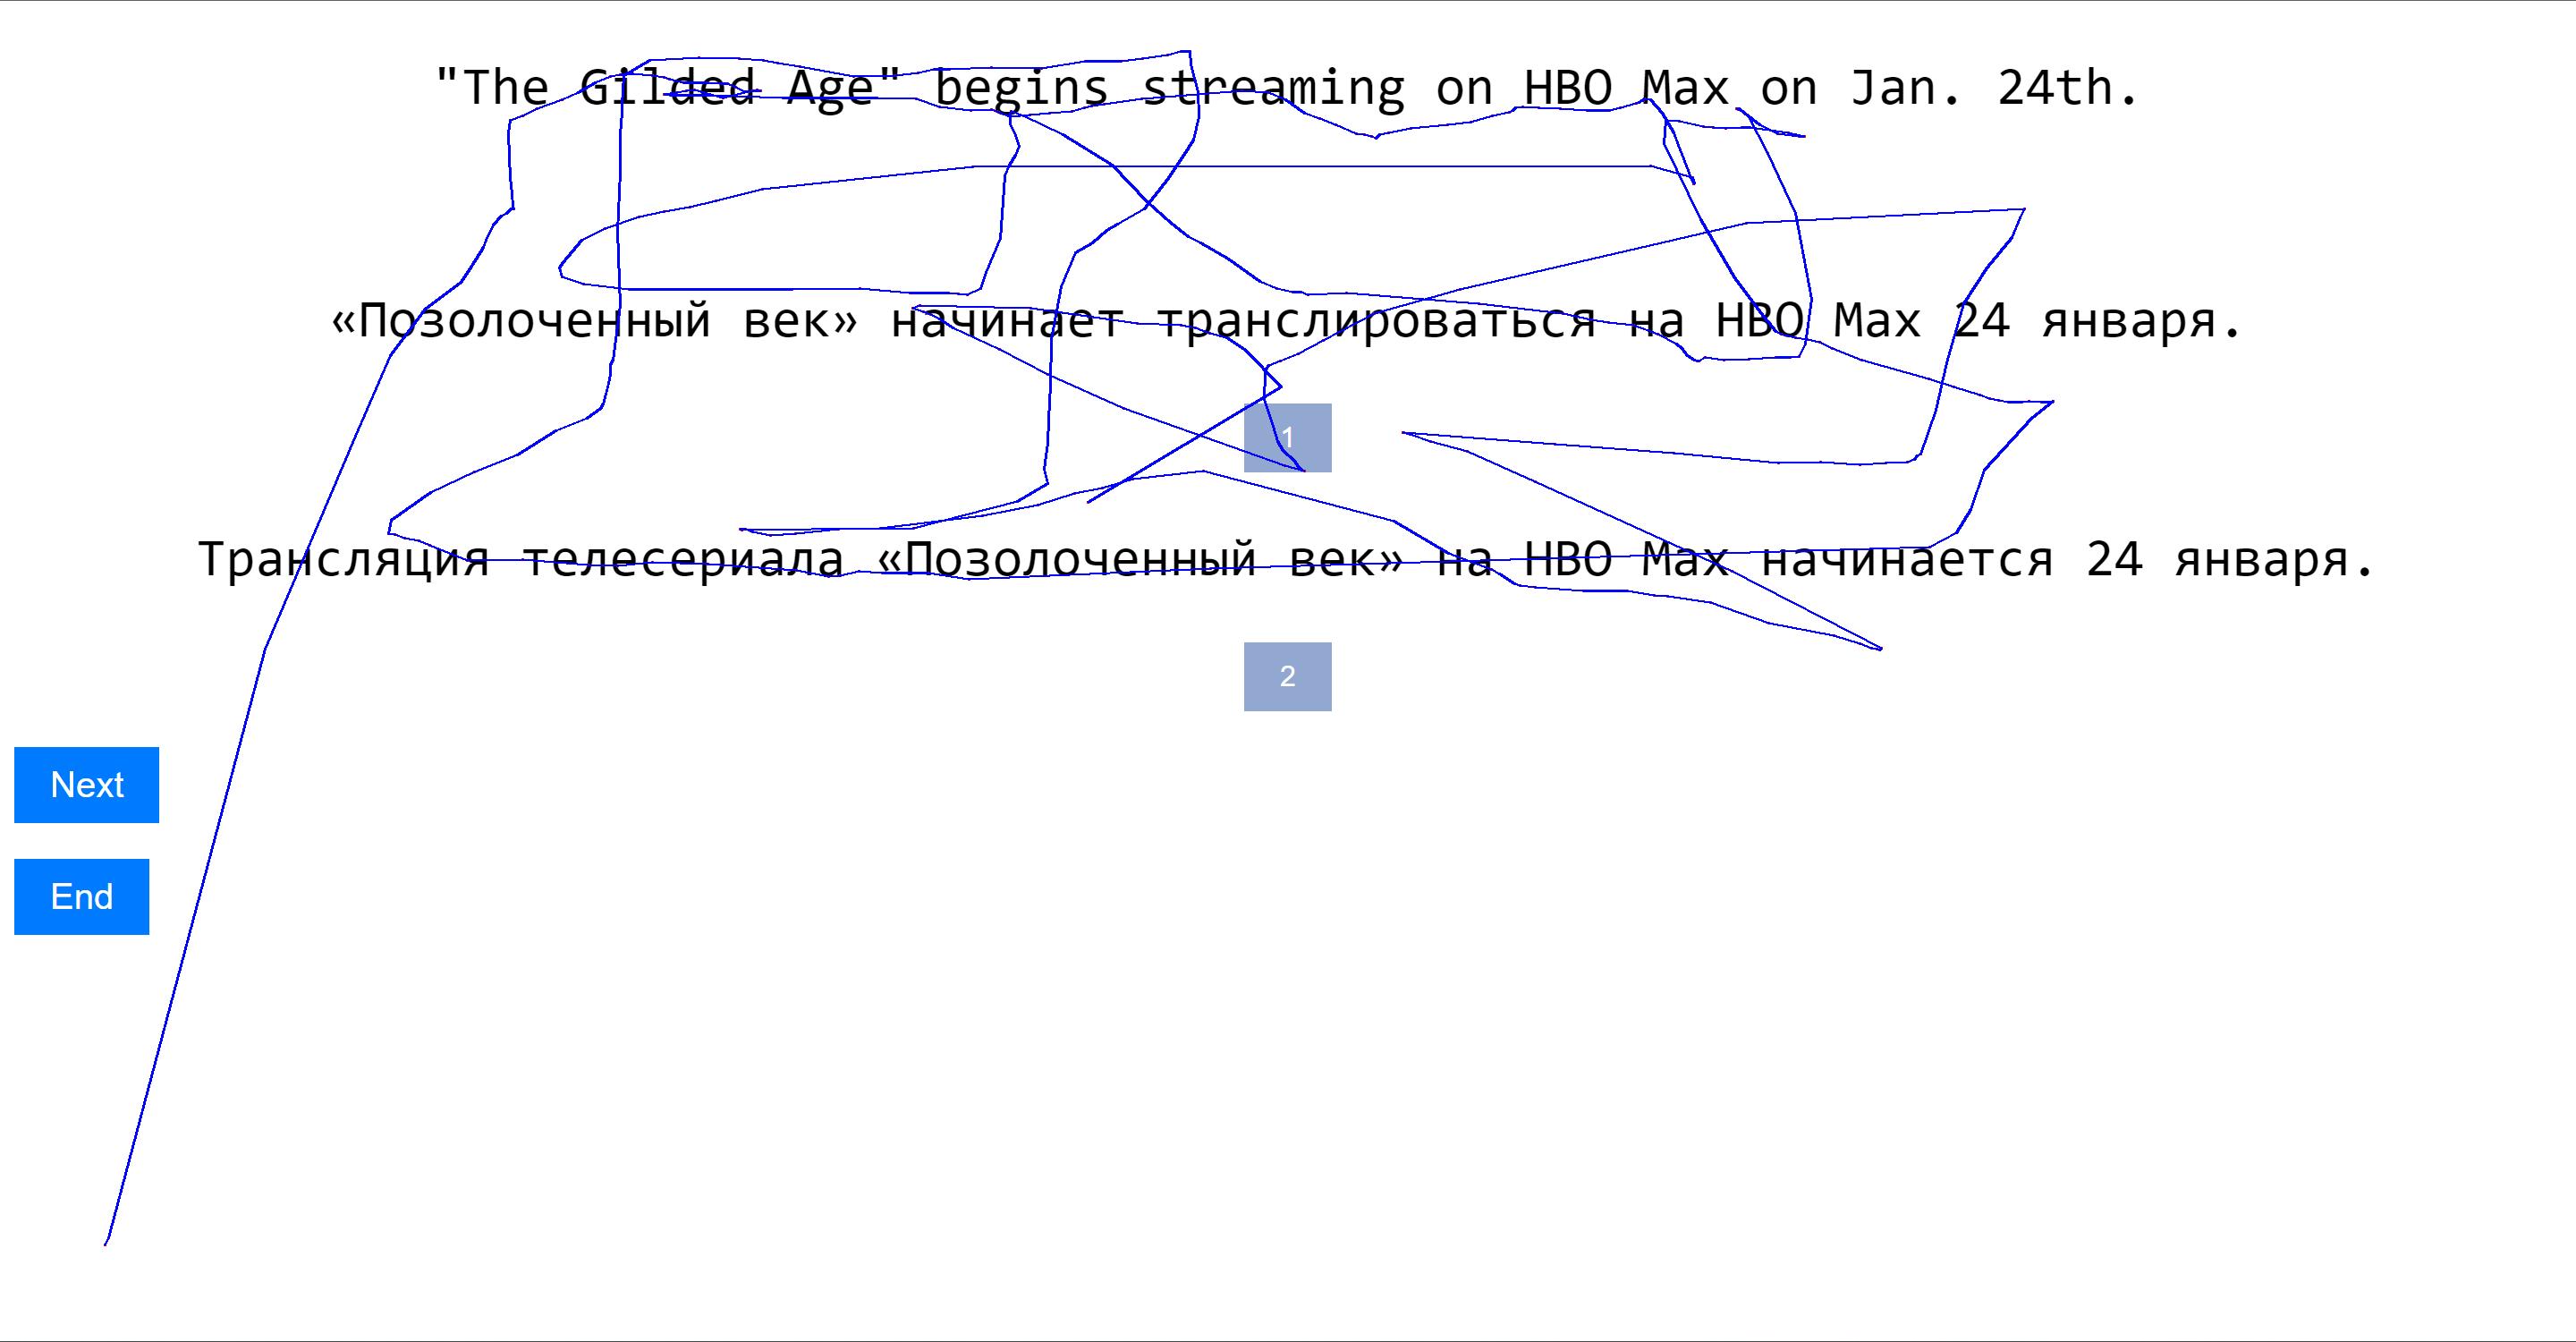 "The Gilded Age" begins streaming on HBO Max on Jan. 24th.
«Позолоченный век» начинает транслироваться на HBO Max 24 января.
1
Трансляция телесериала «Позолоченный век» на HBO Max начинается 24 января.
2
Next
End